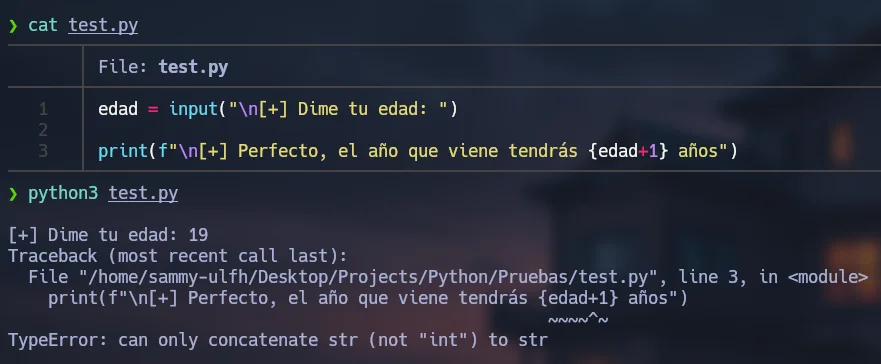 ❯ cat test.py
File: test.py
1 edad = input("\n[+] Dime tu edad: ")
2
3 print(f"\n[+] Perfecto, el año que viene tendrás {edad+1} años")
❯ python3 test.py
[+] Dime tu edad: 19
Traceback (most recent call last):
  File "/home/sammy-ulfh/Desktop/Projects/Python/Pruebas/test.py", line 3, in <module>
    print(f"\n[+] Perfecto, el año que viene tendrás {edad+1} años")
                                                      ~~~~^~
TypeError: can only concatenate str (not "int") to str